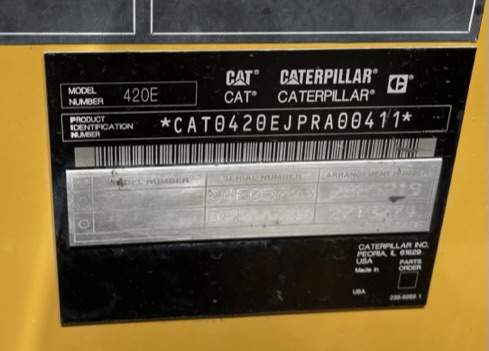 MODEL NUMBER 420E
CAT® CATERPILLAR®
CAT® CATERPILLAR®
PRODUCT IDENTIFICATION NUMBER *CAT0420EJPRA00411*
MODEL NUMBER SERIAL NUMBER ARRANGEMENT NUMBER
CATERPILLAR INC.
PEORIA, IL 61629
USA
Made in
USA
PARTS ORDER